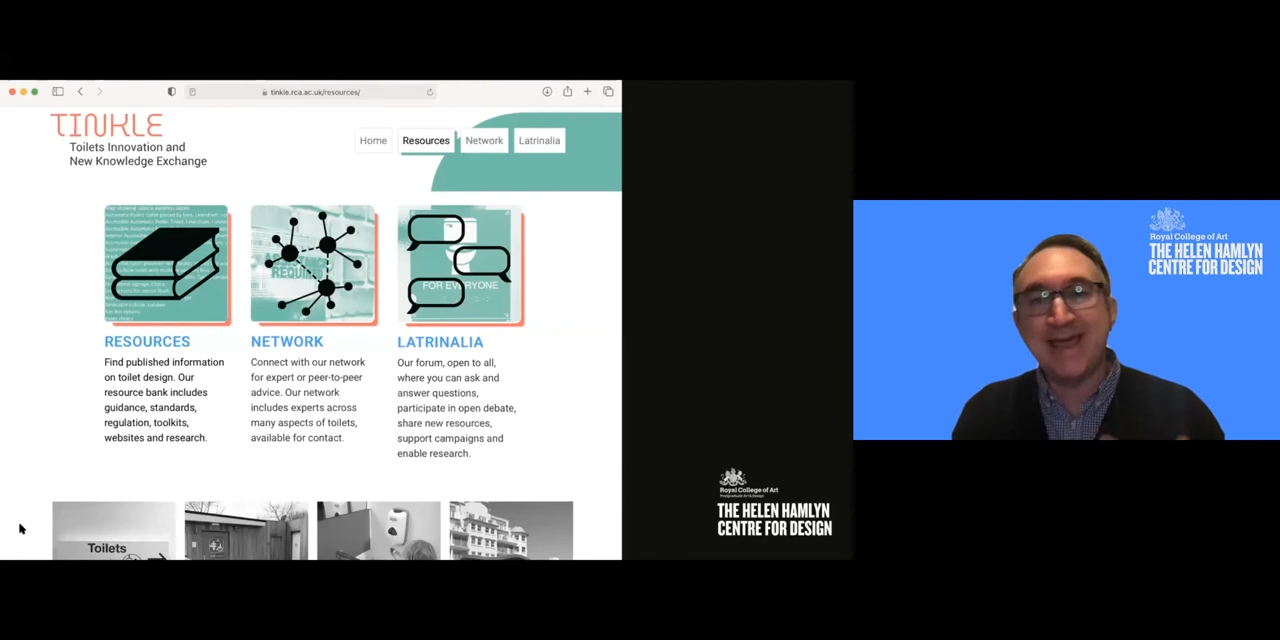 tinkle.rca.ac.uk/resources/
TINKLE
Toilets Innovation and
New Knowledge Exchange
Home
Resources
Network
Latrinalia
ASSISTANCE
REQUIRED
FOR EVERYONE
RESOURCES
Find published information
on toilet design. Our
resource bank includes
guidance, standards,
regulation, toolkits,
websites and research.
NETWORK
Connect with our network
for expert or peer-to-peer
advice. Our network
includes experts across
many aspects of toilets,
available for contact.
LATRINALIA
Our forum, open to all,
where you can ask and
answer questions,
participate in open debate,
share new resources,
support campaigns and
enable research.
Toilets
Royal College of Art
Postgraduate Art & Design
THE HELEN HAMLYN
CENTRE FOR DESIGN
Royal College of Art
THE HELEN HAMLYN
CENTRE FOR DESIGN